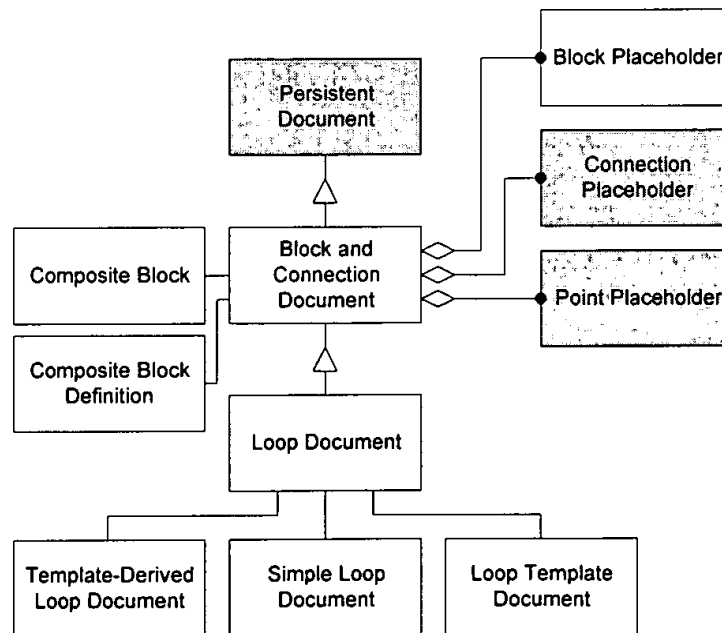 Block Placeholder
Persistent
Document
Connection
Placeholder
Composite Block
Block and
Connection
Document
Point Placeholder
Composite Block
Definition
Loop Document
Template-Derived
Loop Document
Simple Loop
Document
Loop Template
Document